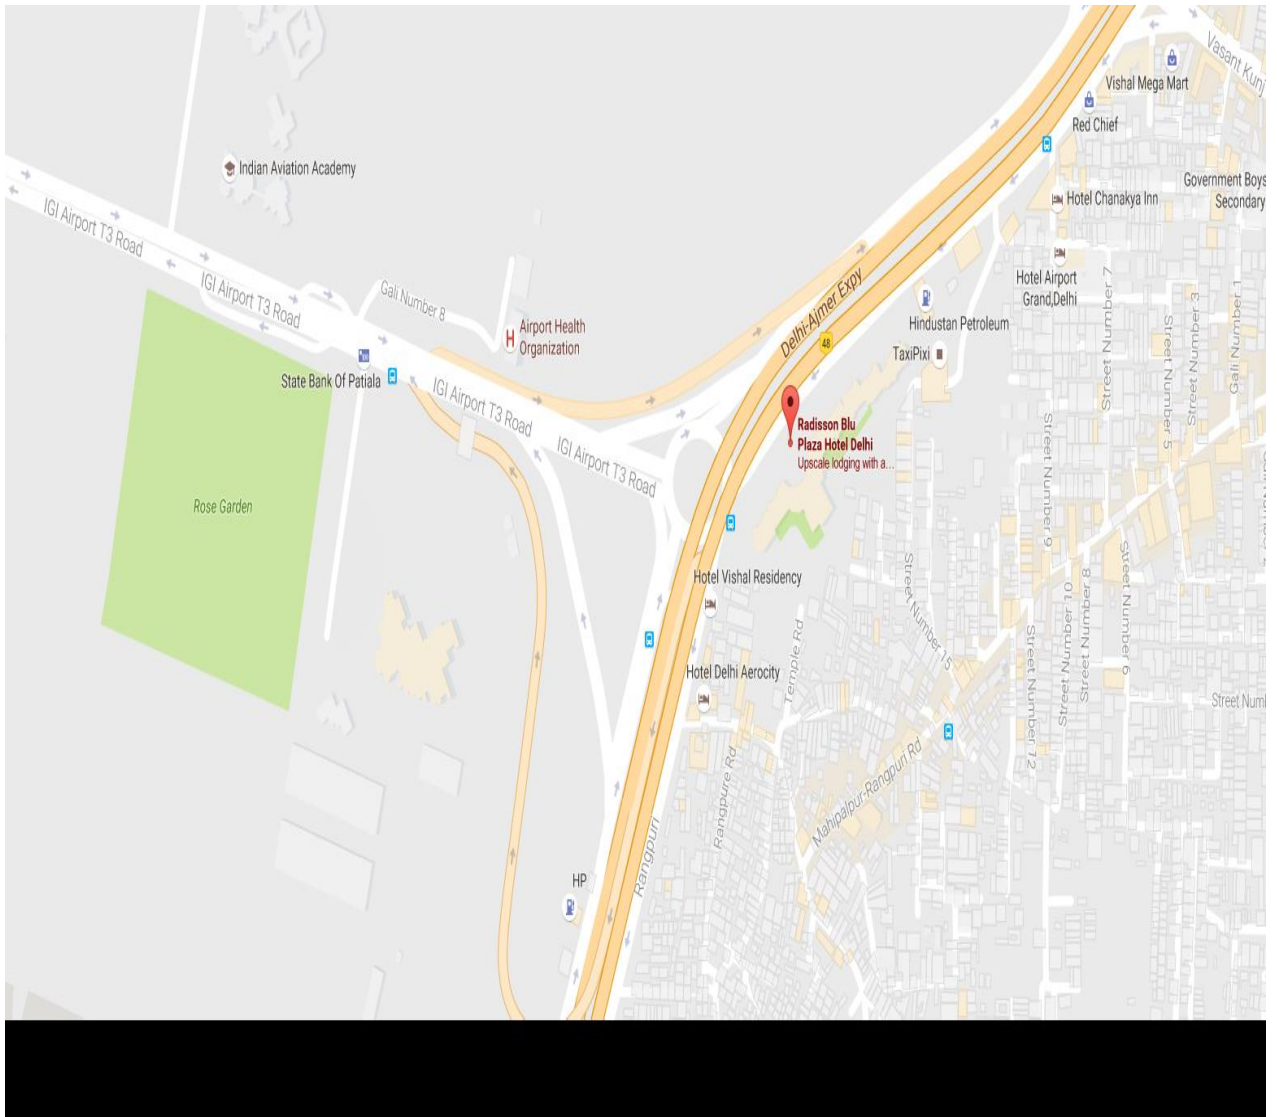 Vasant Kunj
Vishal Mega Mart
Red Chief
Indian Aviation Academy
Government Boys
Secondary
Hotel Chanakya Inn
IGI Airport T3 Road
IGI Airport T3 Road
Gali Number 8
Delhi-Ajmer Expy
48
Hotel Airport
Grand,Delhi
Street Number 7
Street Number 3
Gali Number 1
Hindustan Petroleum
H
Airport Health
Organization
TaxiPixi
State Bank Of Patiala
IGI Airport T3 Road
IGI Airport T3 Road
Street Number 5
Radisson Blu
Plaza Hotel Delhi
Upscale lodging with a...
Rose Garden
Street Number 9
Hotel Vishal Residency
Street Number 15
Street Number 10
Street Number 8
Street Number 6
Hotel Delhi Aerocity
Temple Rd
Street Number 12
Street Numb
Rangpure Rd
Mahipalpur-Rangpuri Rd
Rangpuri
HP